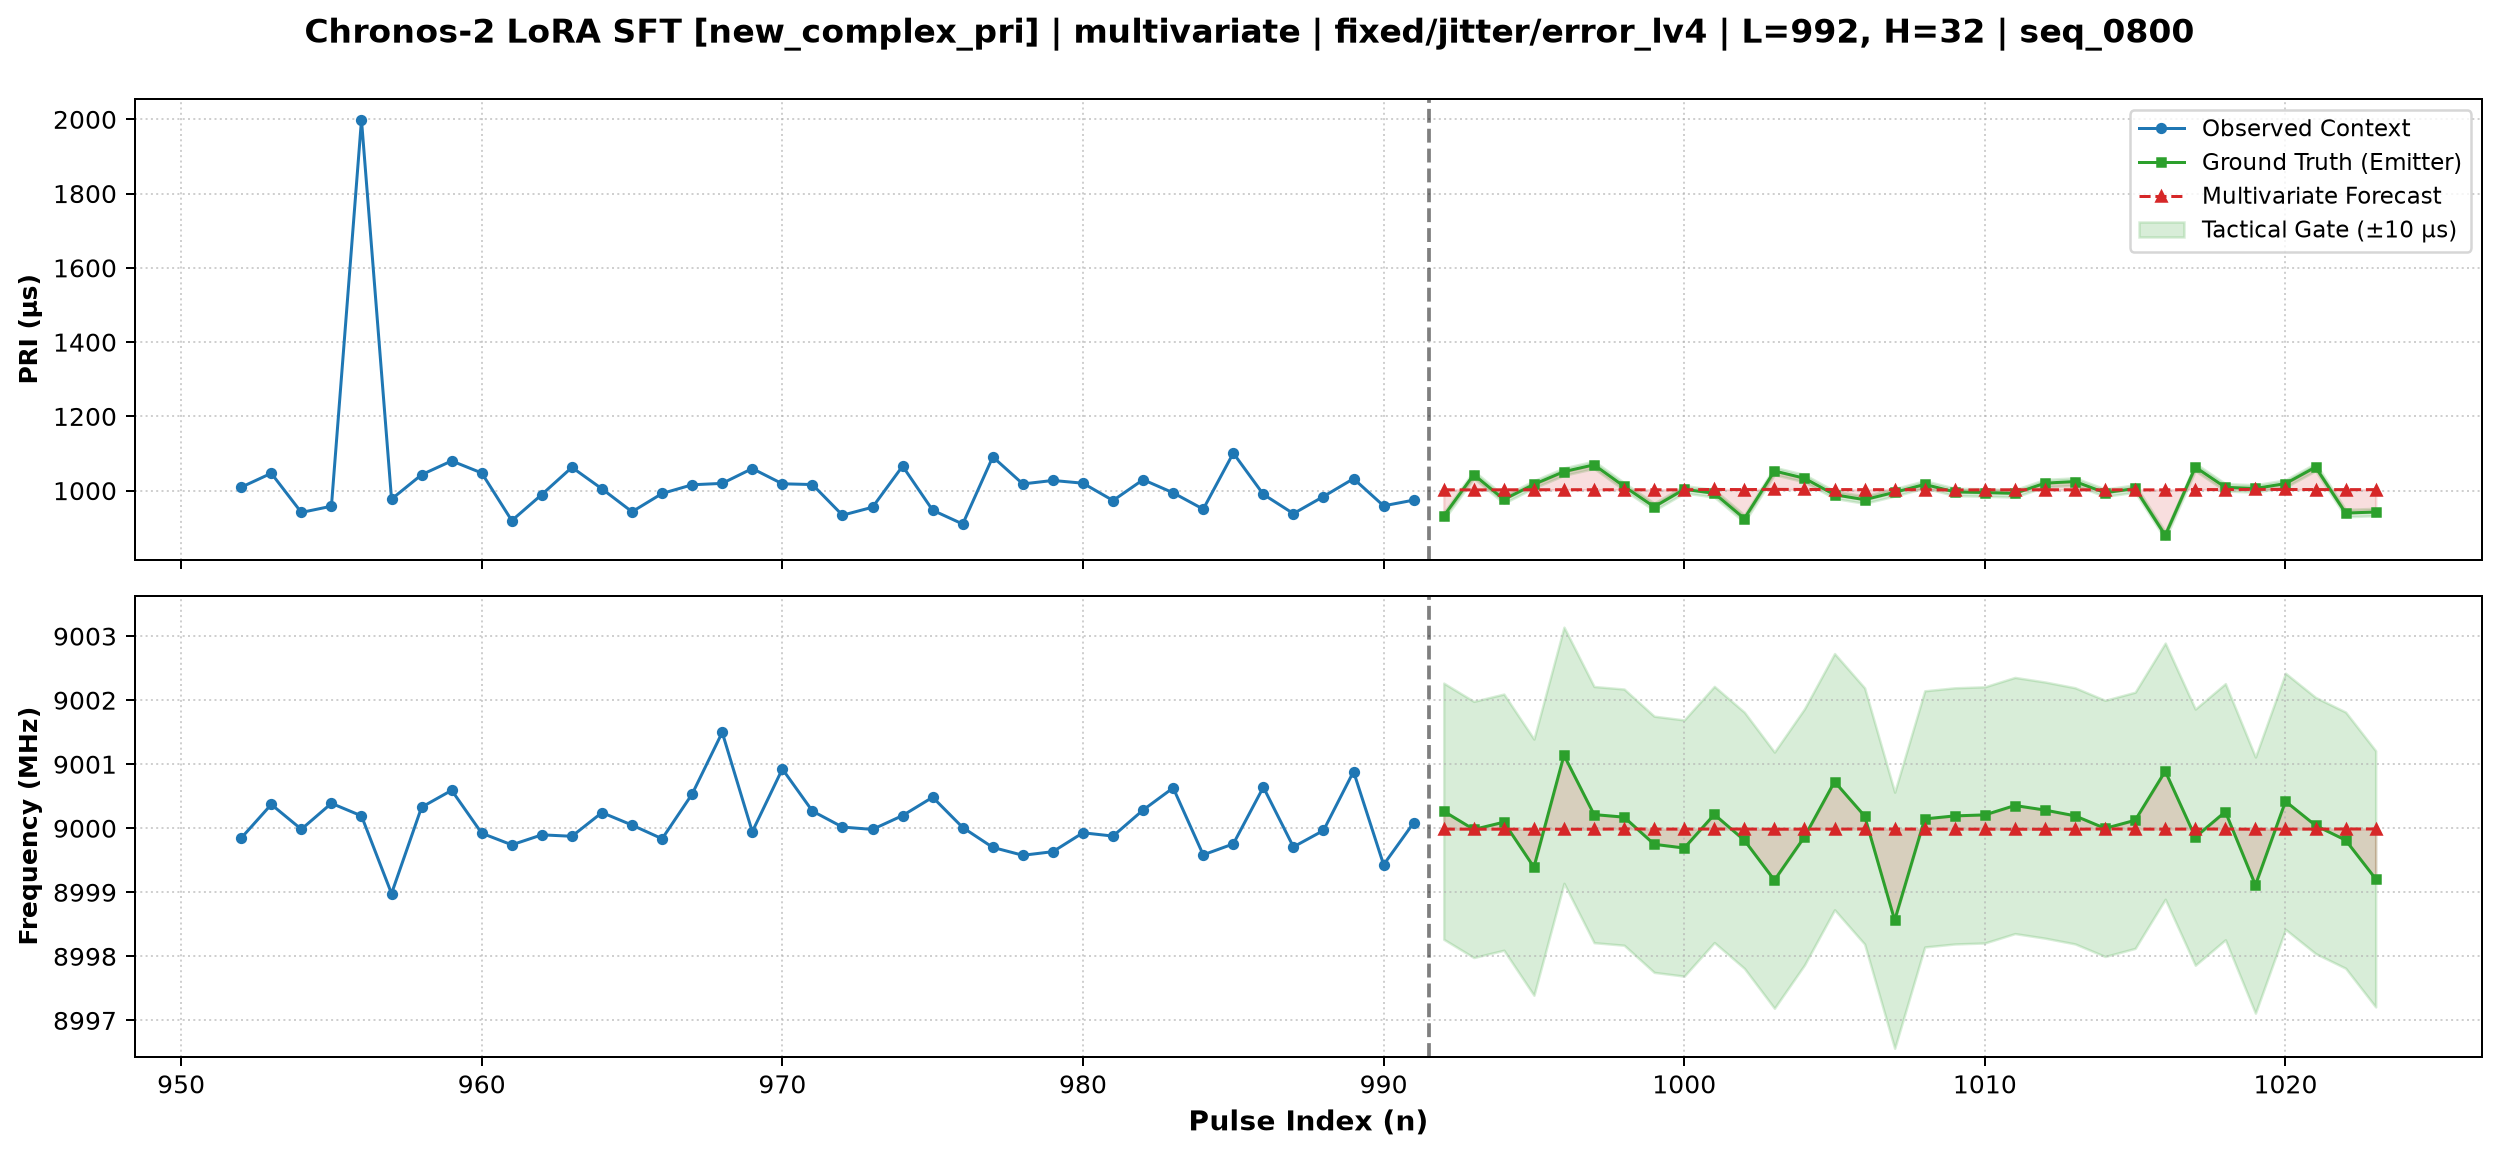 Chronos-2 LoRA SFT [new_complex_pri] | multivariate | fixed/jitter/error_lv4 | L=992, H=32 | seq_0800
2000
1800
1600
1400
1200
1000
PRI (µs)
Observed Context
Ground Truth (Emitter)
Multivariate Forecast
Tactical Gate (±10 µs)
9003
9002
9001
9000
8999
8998
8997
Frequency (MHz)
950 960 970 980 990 1000 1010 1020
Pulse Index (n)